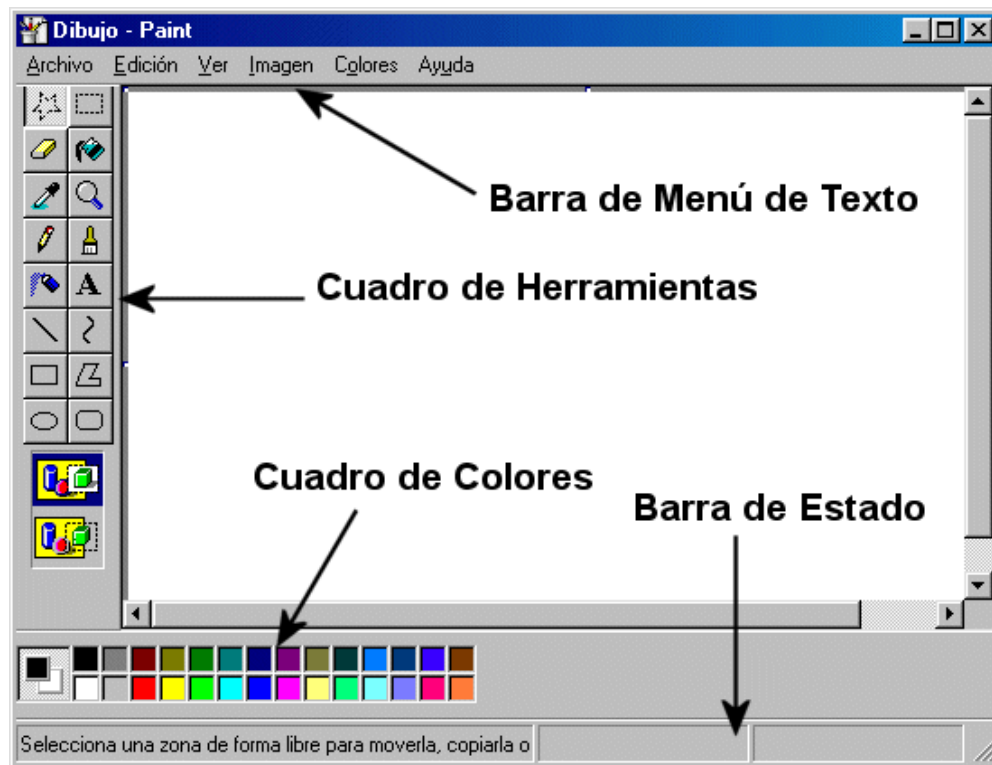 Dibujo - Paint
Archivo Edición Ver Imagen Colores Ayuda
Barra de Menú de Texto
A
Cuadro de Herramientas
Cuadro de Colores
Barra de Estado
Selecciona una zona de forma libre para moverla, copiarla o